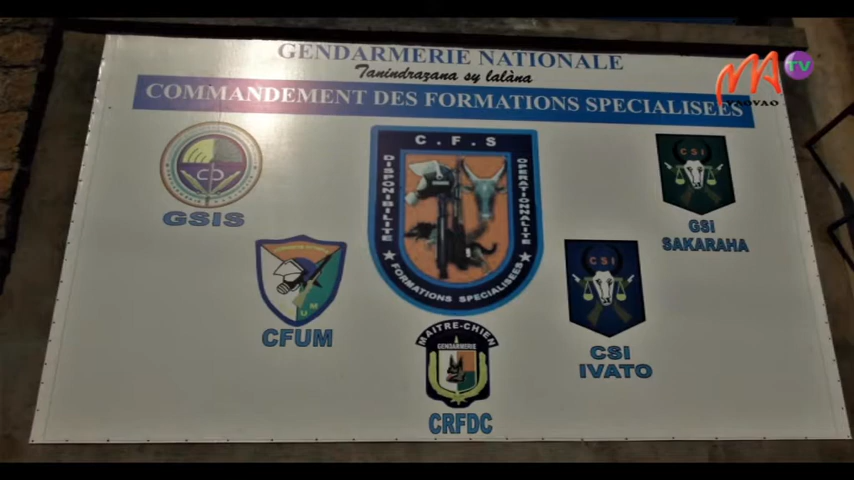 GENDARMERIE NATIONALE
Tanindrazana sy lalàna
COMMANDEMENT DES FORMATIONS SPECIALISEES
MA TV
C.F.S
DISPONIBILITE
OPERATIONNALITE
FORMATIONS SPECIALISEES
GSIS
CSI
GSI
SAKARAHA
U M
CFUM
CSI
CSI
IVATO
MAITRE-CHIEN
GENDARMERIE
CRFDC